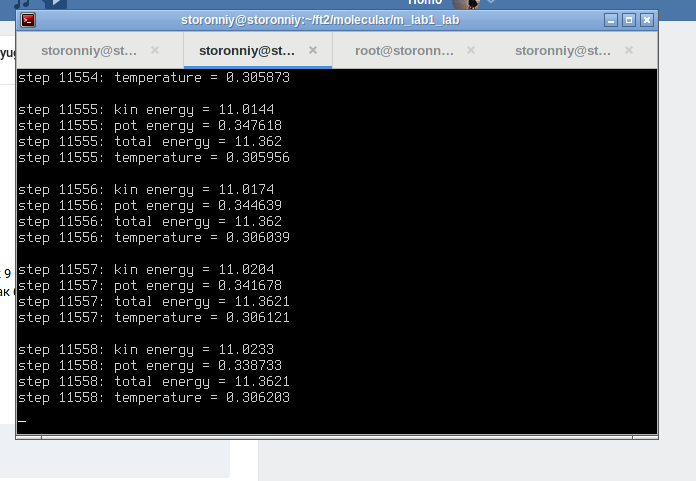 Homo
storonniy@storonniy:~/ft2/molecular/m_lab1_lab
storonniy@st... × storonniy@st... × root@storonn... × storonniy@st... ×
step 11554: temperature = 0.305873
step 11555: kin energy = 11.0144
step 11555: pot energy = 0.347618
step 11555: total energy = 11.362
step 11555: temperature = 0.305956
step 11556: kin energy = 11.0174
step 11556: pot energy = 0.344639
step 11556: total energy = 11.362
step 11556: temperature = 0.306039
step 11557: kin energy = 11.0204
step 11557: pot energy = 0.341678
step 11557: total energy = 11.3621
step 11557: temperature = 0.306121
step 11558: kin energy = 11.0233
step 11558: pot energy = 0.338733
step 11558: total energy = 11.3621
step 11558: temperature = 0.306203